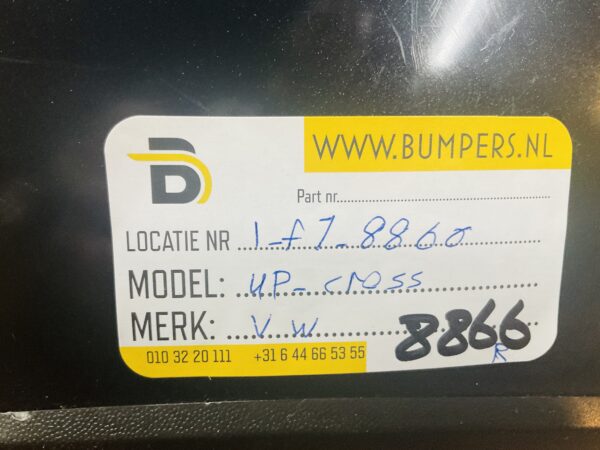 WWW.BUMPERS.NL
B
Part nr.
LOCATIE NR 1-f7-8860
MODEL: UP-cross
MERK: V W
8866
R
010 32 20 111 +31 6 44 66 53 55